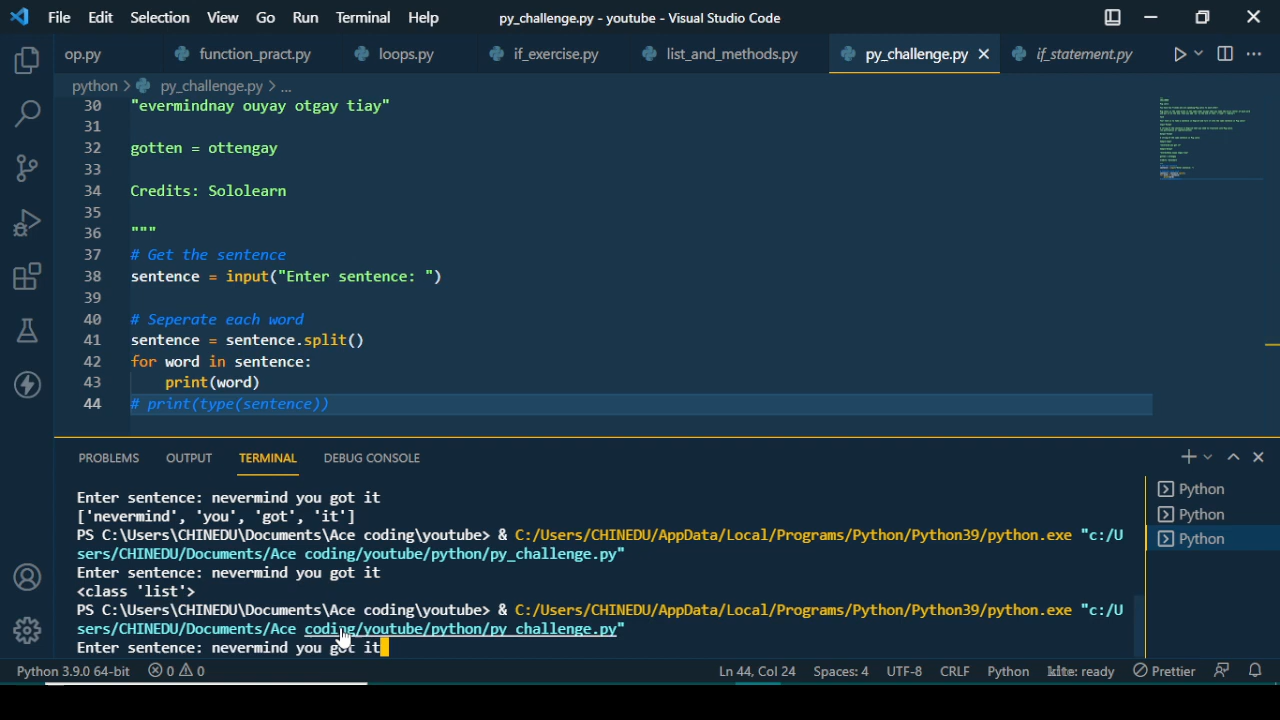 File Edit Selection View Go Run Terminal Help py_challenge.py - youtube - Visual Studio Code
op.py function_pract.py loops.py if_exercise.py list_and_methods.py py_challenge.py if_statement.py
python > py_challenge.py > ...
30 "evermindnay ouyay otgay tiay"
31
32 gotten = ottengay
33
34 Credits: Sololearn
35
36 """
37 # Get the sentence
38 sentence = input("Enter sentence: ")
39
40 # Seperate each word
41 sentence = sentence.split()
42 for word in sentence:
43 print(word)
44 # print(type(sentence))
PROBLEMS OUTPUT TERMINAL DEBUG CONSOLE
Enter sentence: nevermind you got it
['nevermind', 'you', 'got', 'it']
PS C:\Users\CHINEDU\Documents\Ace coding\youtube> & C:/Users/CHINEDU/AppData/Local/Programs/Python/Python39/python.exe "c:/U
sers/CHINEDU/Documents/Ace coding/youtube/python/py_challenge.py"
Enter sentence: nevermind you got it
<class 'list'>
PS C:\Users\CHINEDU\Documents\Ace coding\youtube> & C:/Users/CHINEDU/AppData/Local/Programs/Python/Python39/python.exe "c:/U
sers/CHINEDU/Documents/Ace coding/youtube/python/py_challenge.py"
Enter sentence: nevermind you got it
Python
Python
Python
Python 3.9.0 64-bit 0 0 Ln 44, Col 24 Spaces: 4 UTF-8 CRLF Python kite: ready Prettier